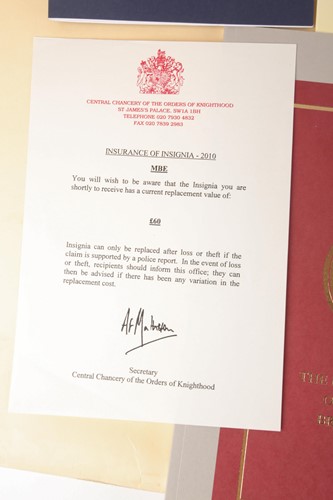 CENTRAL CHANCERY OF THE ORDERS OF KNIGHTHOOD
ST JAMES'S PALACE, SW1A 1BH
TELEPHONE 020 7930 4832
FAX 020 7839 2983
INSURANCE OF INSIGNIA - 2010
MBE
You will wish to be aware that the Insignia you are
shortly to receive has a current replacement value of:
£60
Insignia can only be replaced after loss or theft if the
claim is supported by a police report. In the event of loss
or theft, recipients should inform this office; they can
then be advised if there has been any variation in the
replacement cost.
Secretary
Central Chancery of the Orders of Knighthood
THE